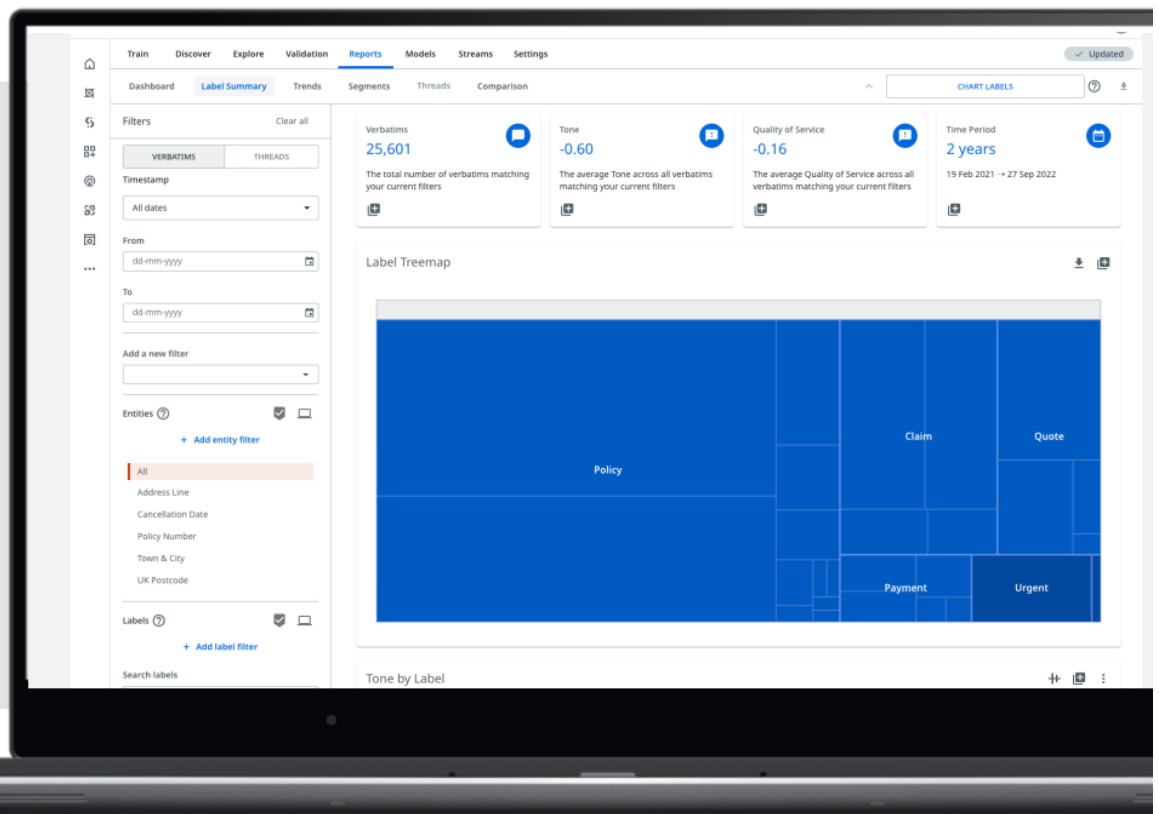 Train Discover Explore Validation Reports Models Streams Settings
Updated
Dashboard Label Summary Trends Segments Threads Comparison
CHART LABELS
Filters Clear all
VERBATIMS THREADS
Timestamp
All dates
From
dd-mm-yyyy
To
dd-mm-yyyy
Add a new filter
Entities
+ Add entity filter
All
Address Line
Cancellation Date
Policy Number
Town & City
UK Postcode
Labels
+ Add label filter
Search labels
Verbatims
25,601
The total number of verbatims matching
your current filters
Tone
-0.60
The average Tone across all verbatims
matching your current filters
Quality of Service
-0.16
The average Quality of Service across all
verbatims matching your current filters
Time Period
2 years
19 Feb 2021 → 27 Sep 2022
Label Treemap
Policy
Claim
Quote
Payment
Urgent
Tone by Label